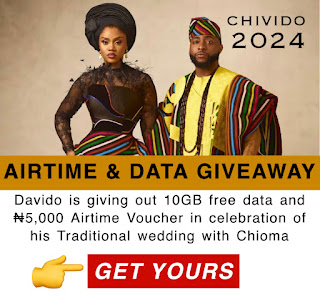 CHIVIDO
2024
AIRTIME & DATA GIVEAWAY
Davido is giving out 10GB free data and
₦5,000 Airtime Voucher in celebration of
his Traditional wedding with Chioma
GET YOURS